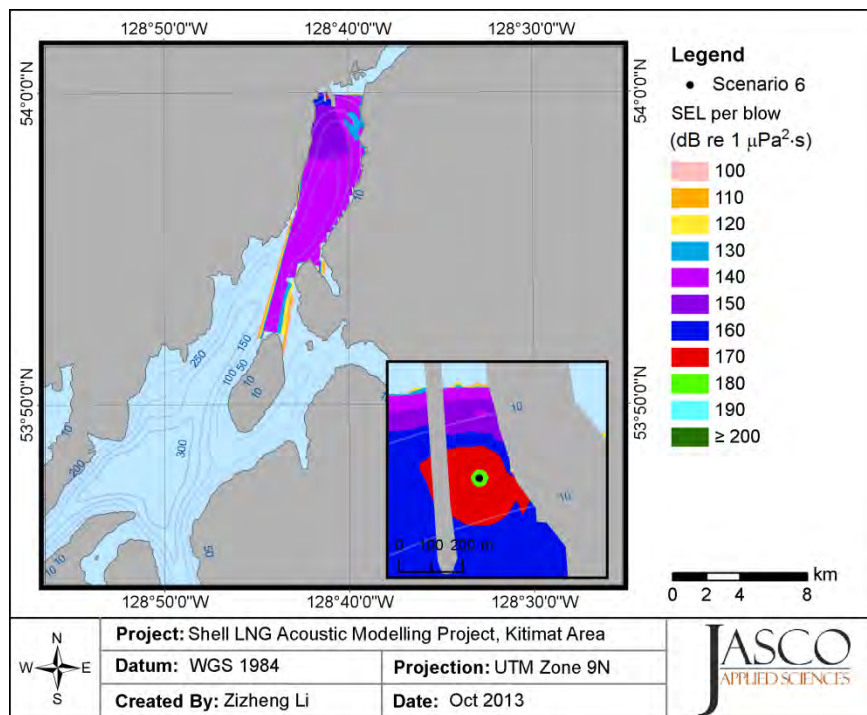 128°50'0"W 128°40'0"W 128°30'0"W
54°0'0"N 54°0'0"N
53°50'0"N 53°50'0"N
128°50'0"W 128°40'0"W 128°30'0"W
10
150
250
100
50
10
10
300
200
10
10
10
50
10
10
0 100 200 m
Legend
Scenario 6
SEL per blow
(dB re 1 µPa²·s)
100
110
120
130
140
150
160
170
180
190
≥ 200
km
0 2 4 8
N
W E
S
Project: Shell LNG Acoustic Modelling Project, Kitimat Area
Datum: WGS 1984
Projection: UTM Zone 9N
Created By: Zizheng Li
Date: Oct 2013
JASCO
APPLIED SCIENCES